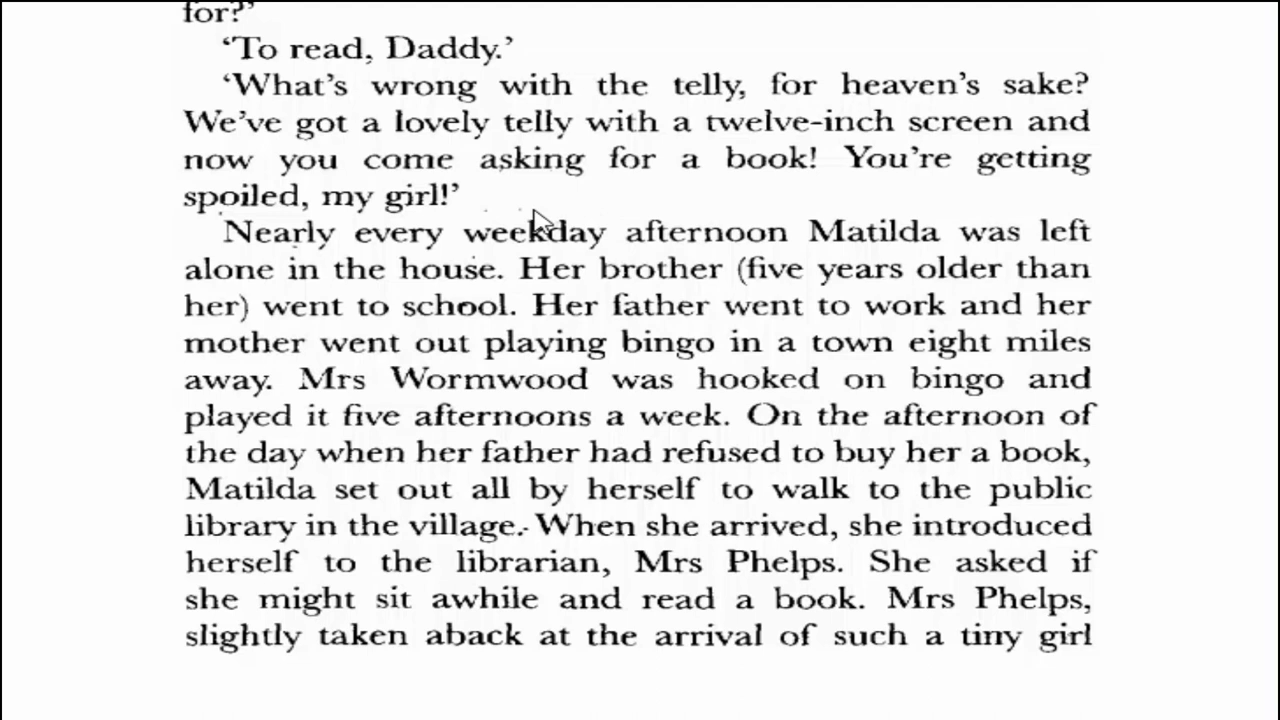 for?’
‘To read, Daddy.’
‘What’s wrong with the telly, for heaven’s sake?
We’ve got a lovely telly with a twelve-inch screen and
now you come asking for a book! You’re getting
spoiled, my girl!’
Nearly every weekday afternoon Matilda was left
alone in the house. Her brother (five years older than
her) went to school. Her father went to work and her
mother went out playing bingo in a town eight miles
away. Mrs Wormwood was hooked on bingo and
played it five afternoons a week. On the afternoon of
the day when her father had refused to buy her a book,
Matilda set out all by herself to walk to the public
library in the village. When she arrived, she introduced
herself to the librarian, Mrs Phelps. She asked if
she might sit awhile and read a book. Mrs Phelps,
slightly taken aback at the arrival of such a tiny girl